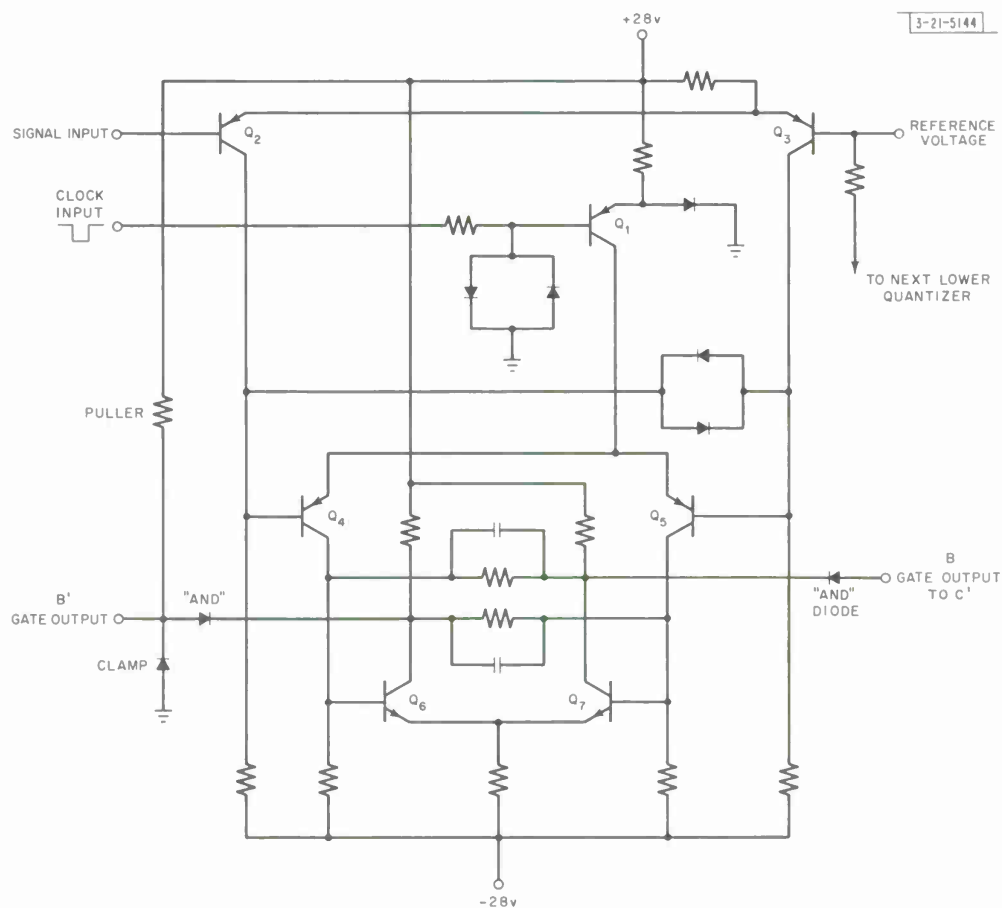 +28v
3-21-5144
SIGNAL INPUT
Q2
Q3
REFERENCE
VOLTAGE
CLOCK
INPUT
Q1
TO NEXT LOWER
QUANTIZER
PULLER
Q4
Q5
B'
GATE OUTPUT
"AND"
"AND"
DIODE
B
GATE OUTPUT
TO C'
CLAMP
Q6
Q7
-28v